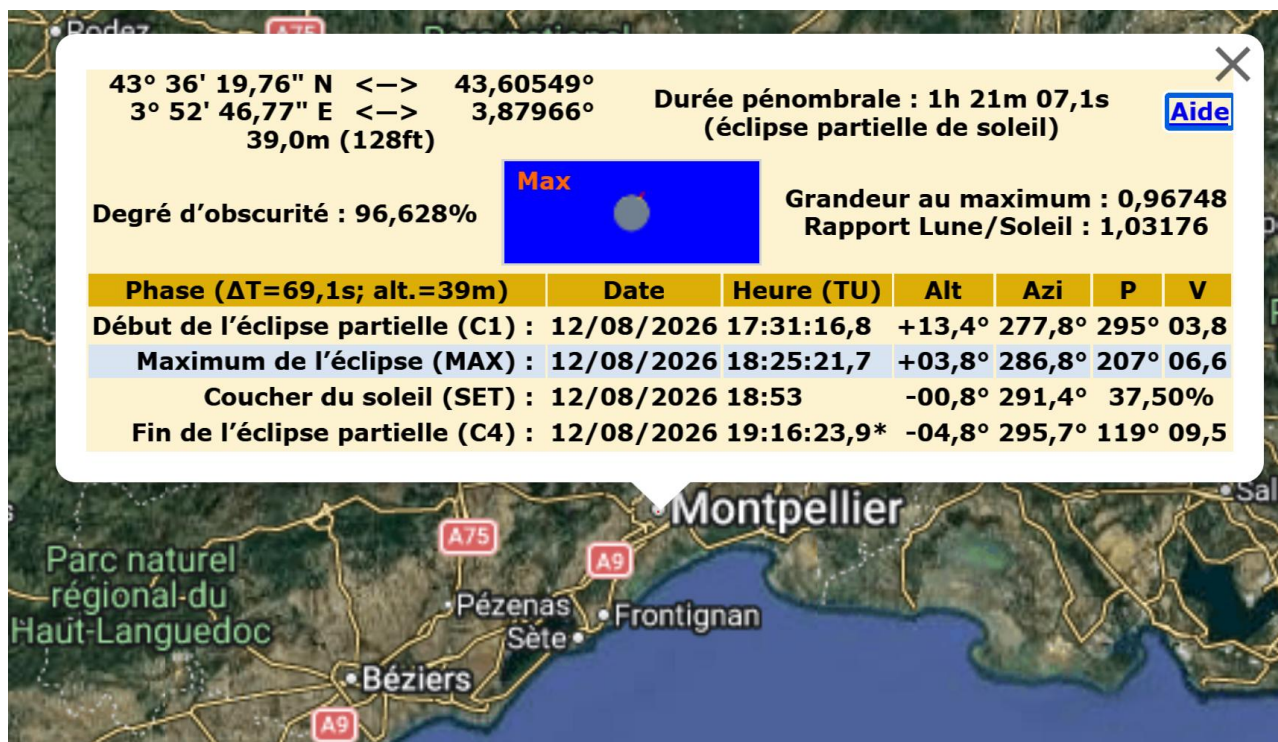 Rodez
A75
43° 36' 19,76" N <—> 43,60549°
3° 52' 46,77" E <—> 3,87966°
39,0m (128ft)
Durée pénombrale : 1h 21m 07,1s
(éclipse partielle de soleil)
Aide
Degré d’obscurité : 96,628%
Max
Grandeur au maximum : 0,96748
Rapport Lune/Soleil : 1,03176
Phase (ΔT=69,1s; alt.=39m) Date Heure (TU) Alt Azi P V
Début de l’éclipse partielle (C1) : 12/08/2026 17:31:16,8 +13,4° 277,8° 295° 03,8
Maximum de l’éclipse (MAX) : 12/08/2026 18:25:21,7 +03,8° 286,8° 207° 06,6
Coucher du soleil (SET) : 12/08/2026 18:53 -00,8° 291,4° 37,50%
Fin de l’éclipse partielle (C4) : 12/08/2026 19:16:23,9* -04,8° 295,7° 119° 09,5
Montpellier
Sal
A75
A9
Parc naturel
régional du
Haut-Languedoc
Pézenas
Frontignan
Sète
Béziers
A9